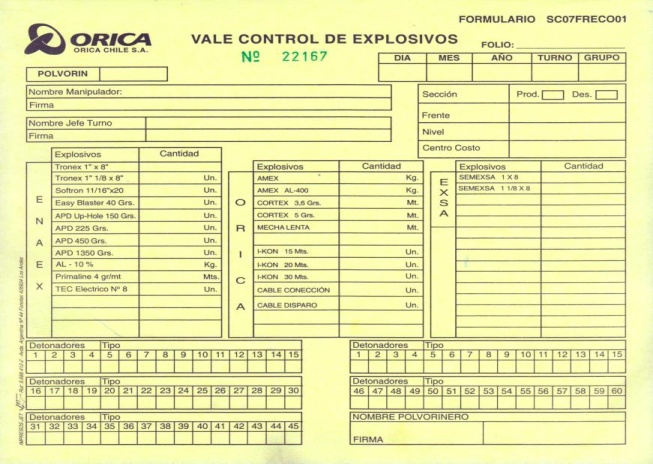 FORMULARIO SC07FRECO01
ORICA
ORICA CHILE S.A.
VALE CONTROL DE EXPLOSIVOS
FOLIO:
Nº 22167
DIA MES AÑO TURNO GRUPO
POLVORIN
Nombre Manipulador:
Firma
Nombre Jefe Turno
Firma
Sección Prod. Des.
Frente
Nivel
Centro Costo
ENAEX
Explosivos Cantidad
Tronex 1" x 8"
Tronex 1" 1/8 x 8" Un.
Softron 11/16"x20 Un.
Easy Blaster 40 Grs. Un.
APD Up-Hole 150 Grs. Un.
APD 225 Grs. Un.
APD 450 Grs. Un.
APD 1350 Grs. Un.
AL - 10 % Kg.
Primaline 4 gr/mt Mts.
TEC Electrico Nº 8 Un.
ORICA
Explosivos Cantidad
AMEX Kg.
AMEX AL-400 Kg.
CORTEX 3,6 Grs. Mt.
CORTEX 5 Grs. Mt.
MECHA LENTA Mt.
I-KON 15 Mts. Un.
I-KON 20 Mts. Un.
I-KON 30 Mts. Un.
CABLE CONECCIÓN Un.
CABLE DISPARO Un.
EXSA
Explosivos Cantidad
SEMEXSA 1 X 8
SEMEXSA 1 1/8 X 8
Detonadores Tipo
1 2 3 4 5 6 7 8 9 10 11 12 13 14 15
Detonadores Tipo
16 17 18 19 20 21 22 23 24 25 26 27 28 29 30
Detonadores Tipo
31 32 33 34 35 36 37 38 39 40 41 42 43 44 45
Detonadores Tipo
1 2 3 4 5 6 7 8 9 10 11 12 13 14 15
Detonadores Tipo
46 47 48 49 50 51 52 53 54 55 56 57 58 59 60
NOMBRE POLVORINERO
FIRMA
IMPRESOS JET
Avda. Argentina Nº 44 Los Andes